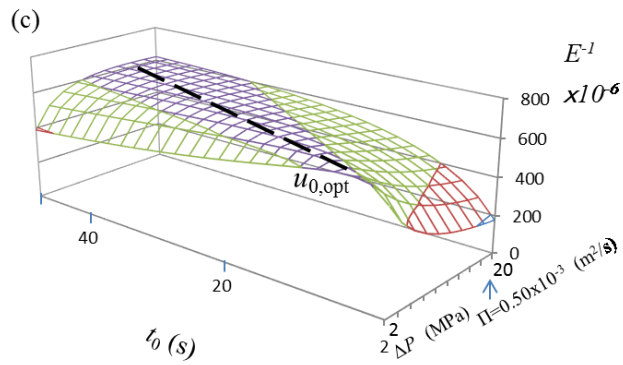 (c)
E⁻¹
x10⁻⁶
800
600
400
200
0
u₀,opt
40
20
2
2
20
t₀ (s)
ΔP (MPa)
Π=0.50x10⁻³ (m²/s)